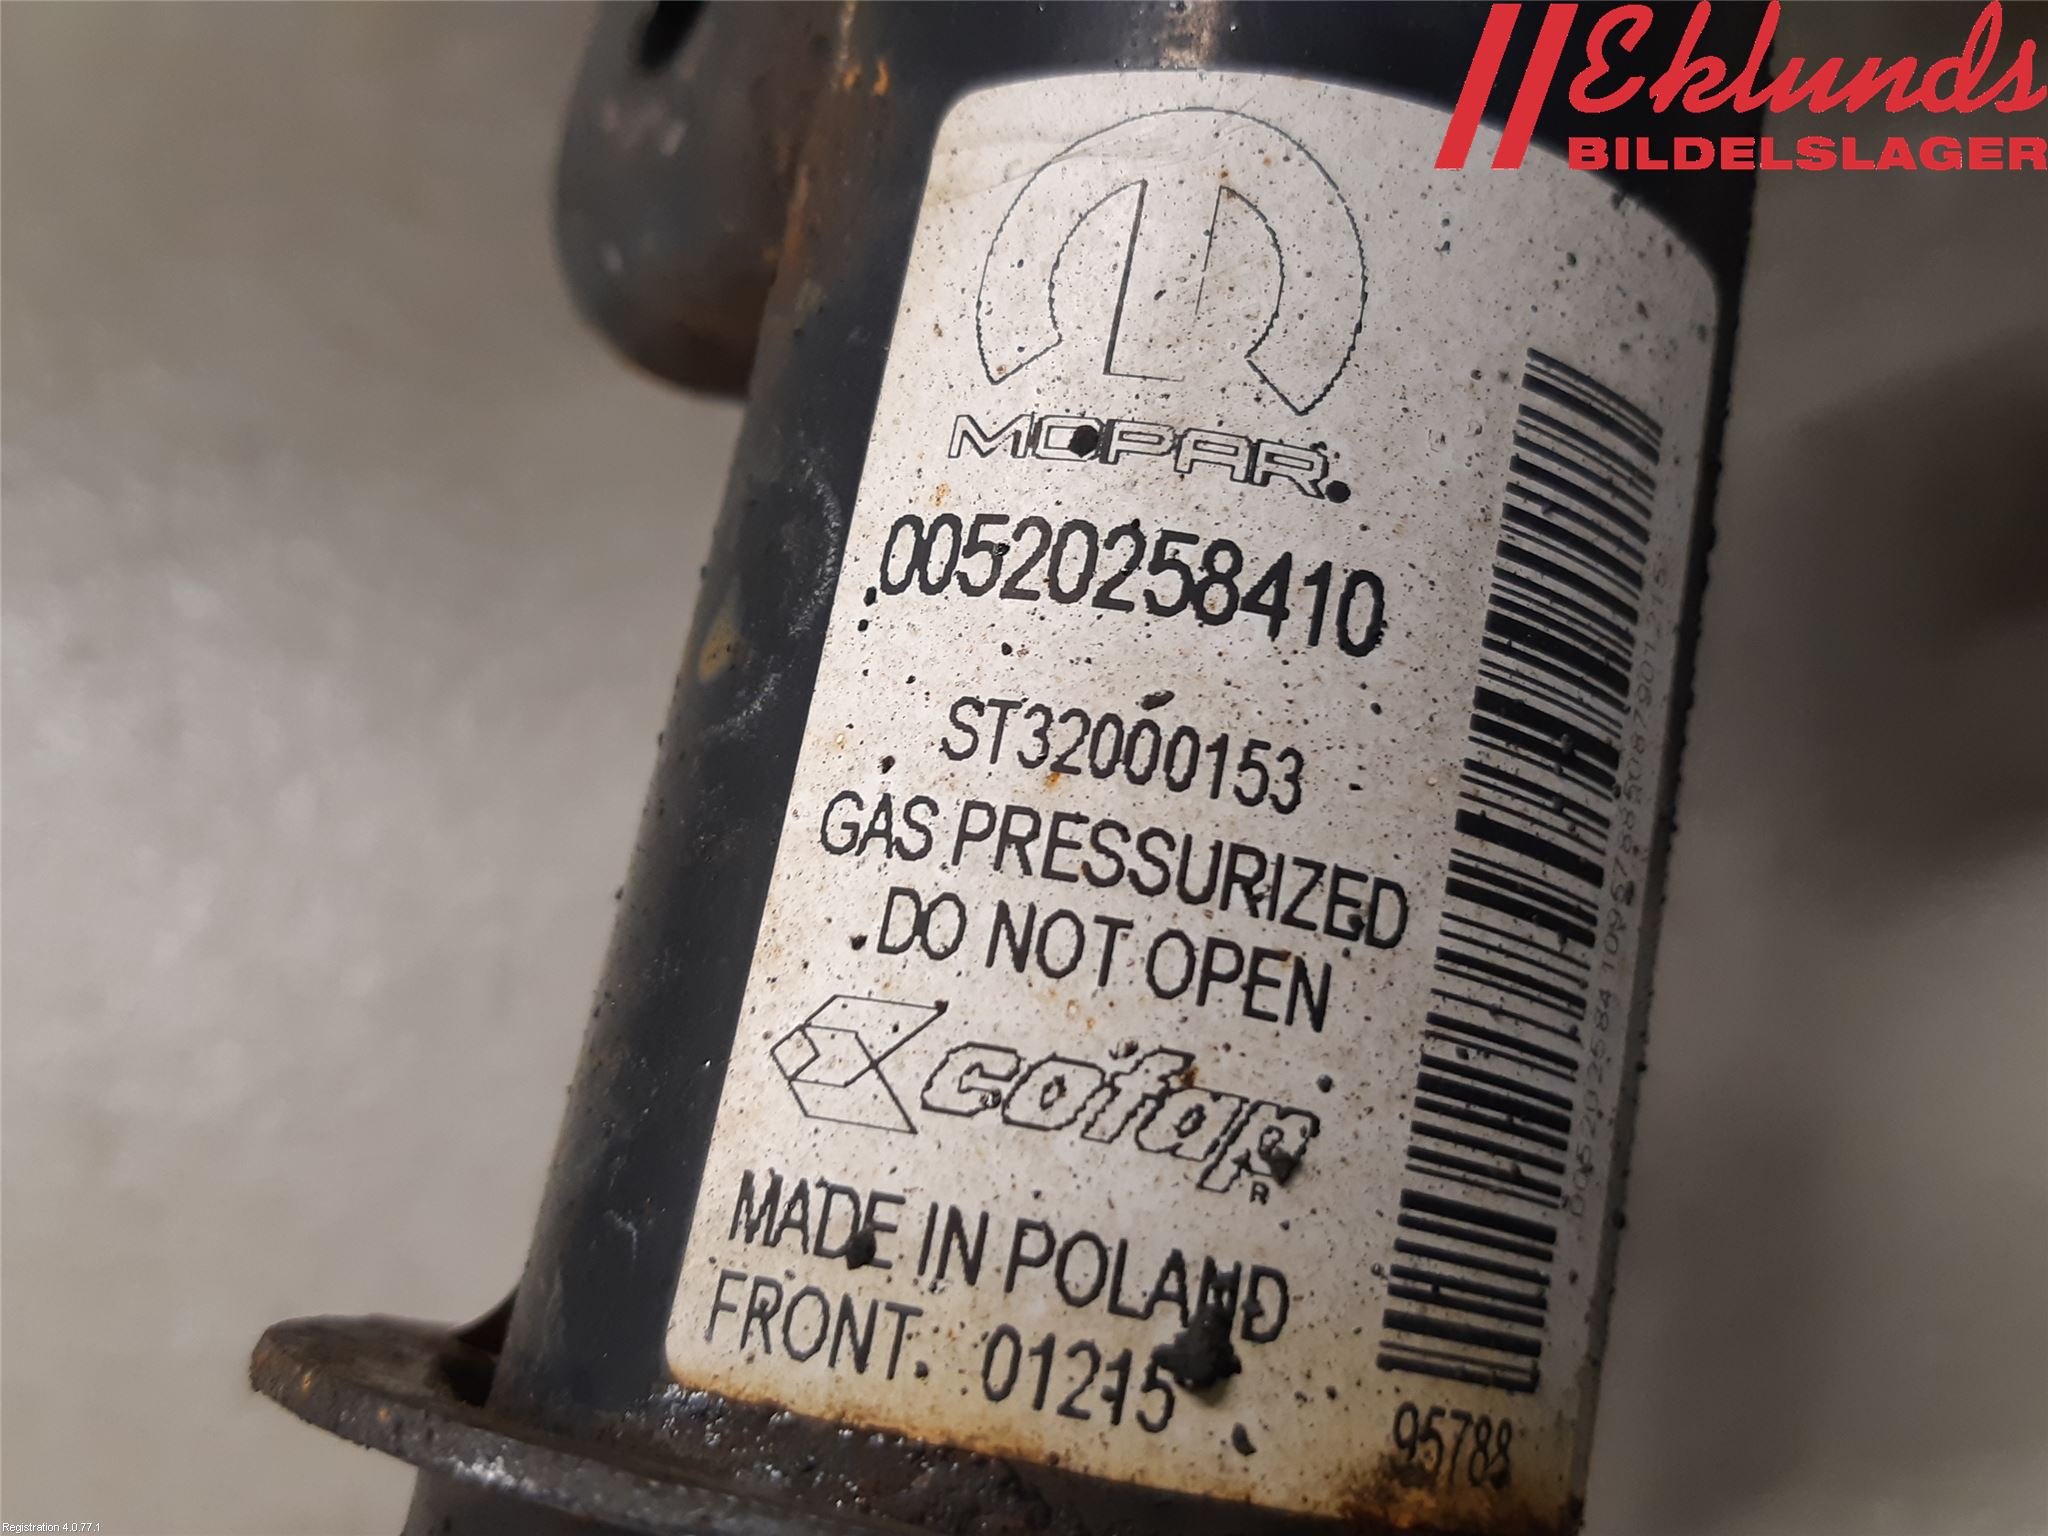 Eklunds
BILDELSLAGER
MOPAR.
00520258410
ST32000153
GAS PRESSURIZED
DO NOT OPEN
cofap
R
MADE IN POLAND
FRONT. 01215
95788
Registration 4.0.77.1